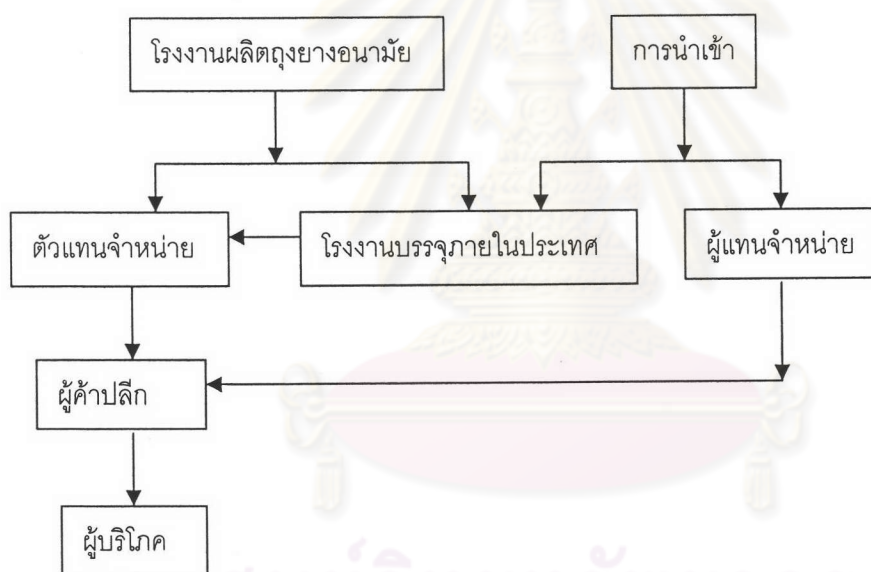 โรงงานผลิตถุงยางอนามัย
การนำเข้า
ตัวแทนจำหน่าย
โรงงานบรรจุภายในประเทศ
ผู้แทนจำหน่าย
ผู้ค้าปลีก
ผู้บริโภค